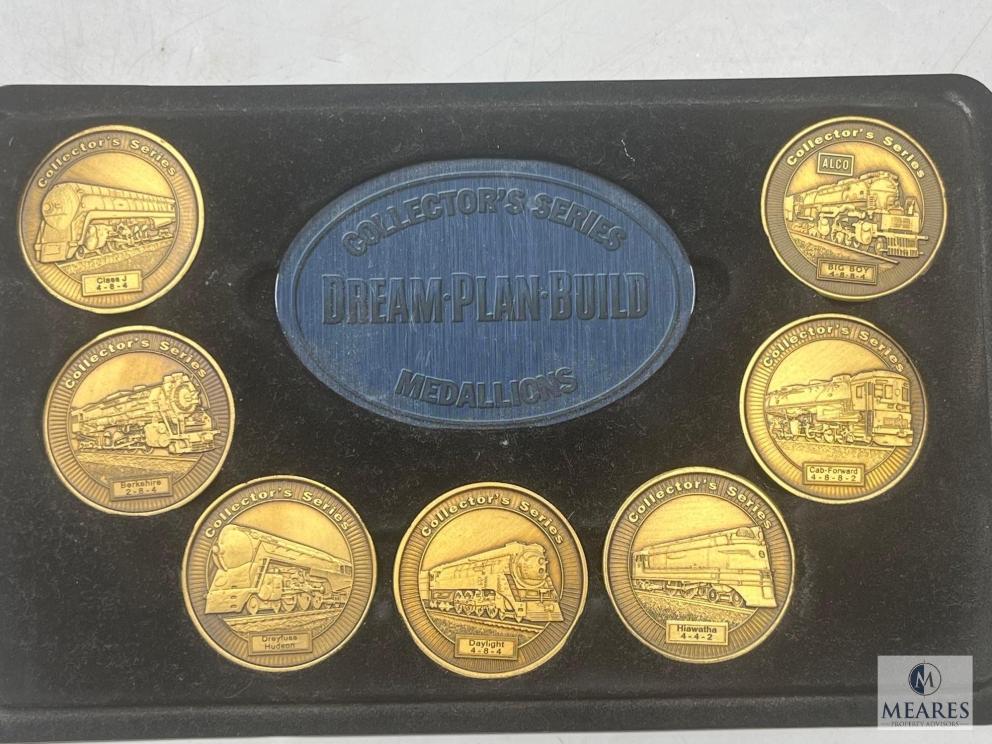 COLLECTOR'S SERIES
DREAM·PLAN·BUILD
MEDALLIONS
Collector's Series
Class J
4-8-4
Collector's Series
Berkshire
2-8-4
Collector's Series
Dreyfuss
Hudson
Collector's Series
Daylight
4-8-4
Collector's Series
Hiawatha
4-4-2
Collector's Series
Cab-Forward
4-8-8-2
Collector's Series
ALCO
BIG BOY
4-8-8-4
M
MEARES
PROPERTY ADVISORS